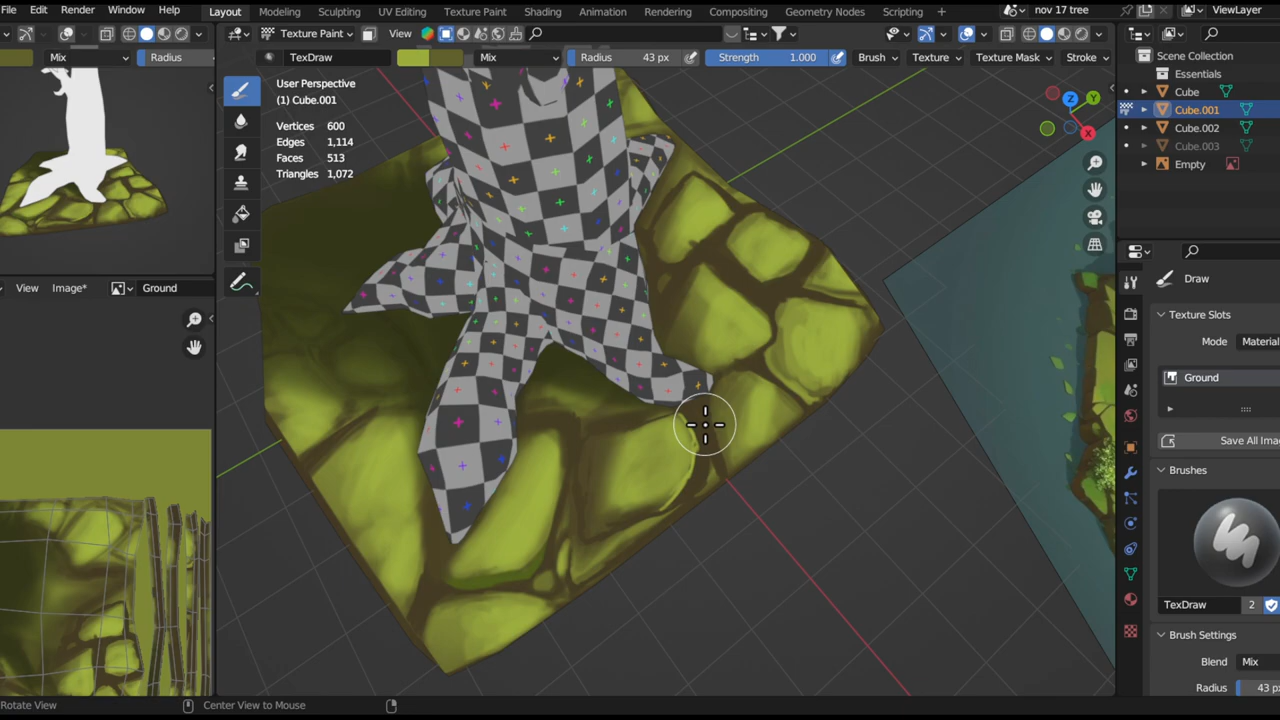 File Edit Render Window Help Layout Modeling Sculpting UV Editing Texture Paint Shading Animation Rendering Compositing Geometry Nodes Scripting + nov 17 tree ViewLayer
Texture Paint View
Mix Radius TexDraw Mix Radius 43 px Strength 1.000 Brush Texture Texture Mask Stroke
Scene Collection
Essentials
Cube
Cube.001
Cube.002
Cube.003
Empty
User Perspective
(1) Cube.001
Vertices 600
Edges 1,114
Faces 513
Triangles 1,072
Z
Y
X
View Image* Ground
Draw
Texture Slots
Mode Material
Ground
Save All Ima
Brushes
TexDraw 2
Brush Settings
Blend Mix
Radius 43 px
Rotate View Center View to Mouse